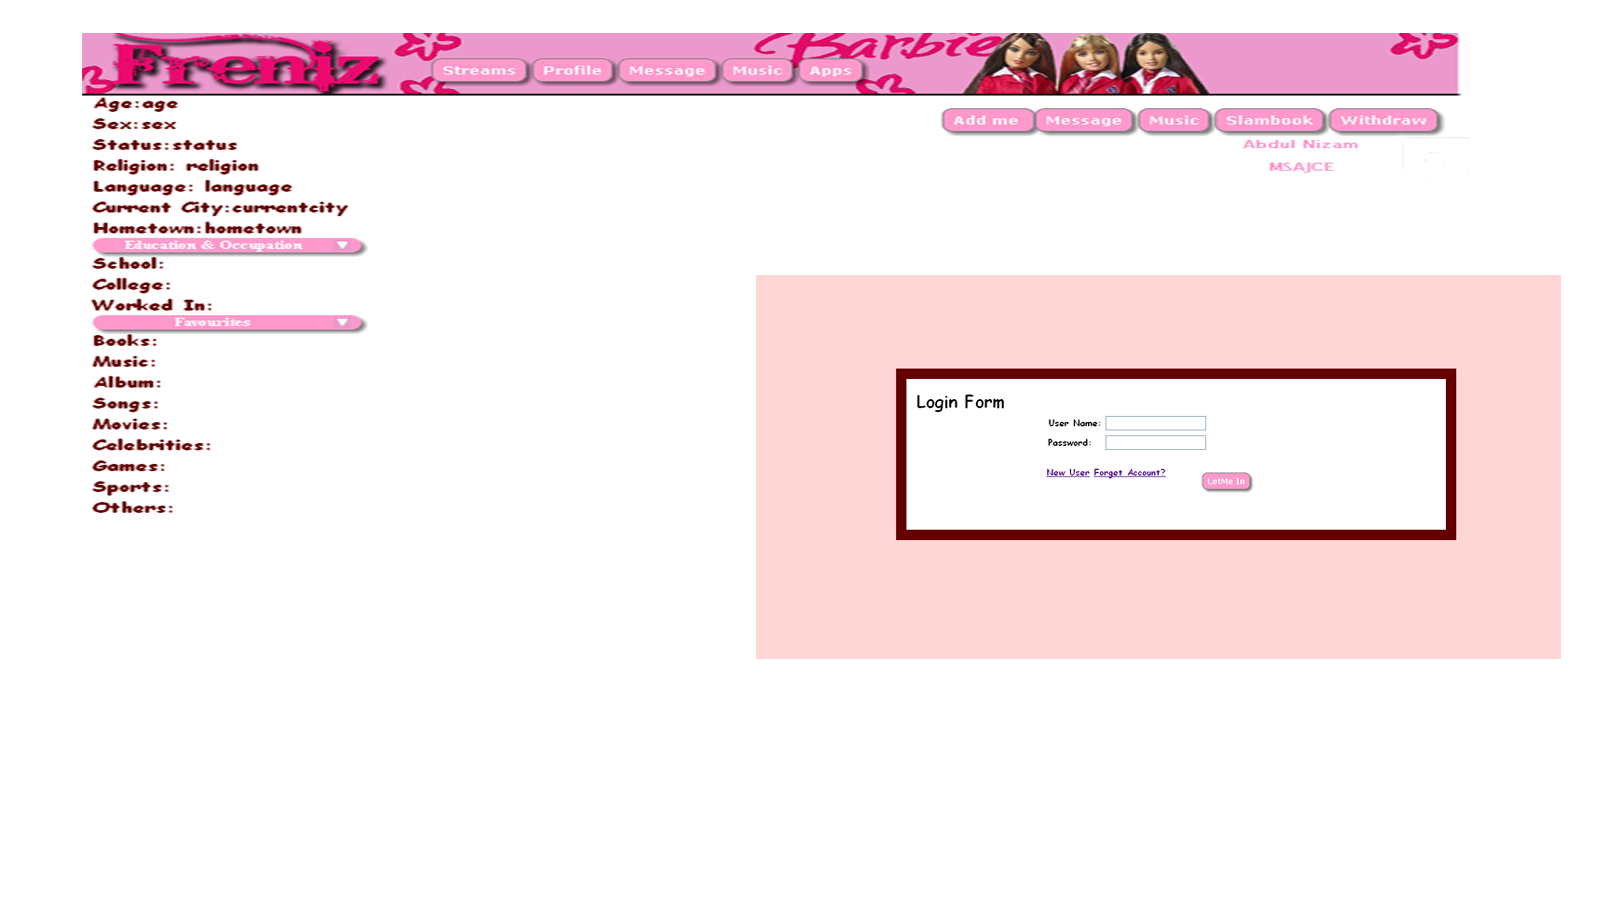 Freniz
Barbie
Streams Profile Message Music Apps
Age:age
Sex:sex
Status:status
Religion: religion
Language: language
Current City:currentcity
Hometown:hometown
Education & Occupation
School:
College:
Worked In:
Favourites
Books:
Music:
Album:
Songs:
Movies:
Celebrities:
Games:
Sports:
Others:
Add me Message Music Slambook Withdraw
Abdul Nizam
MSAJCE
Login Form
User Name:
Password:
New User Forget Account?
LetMe In